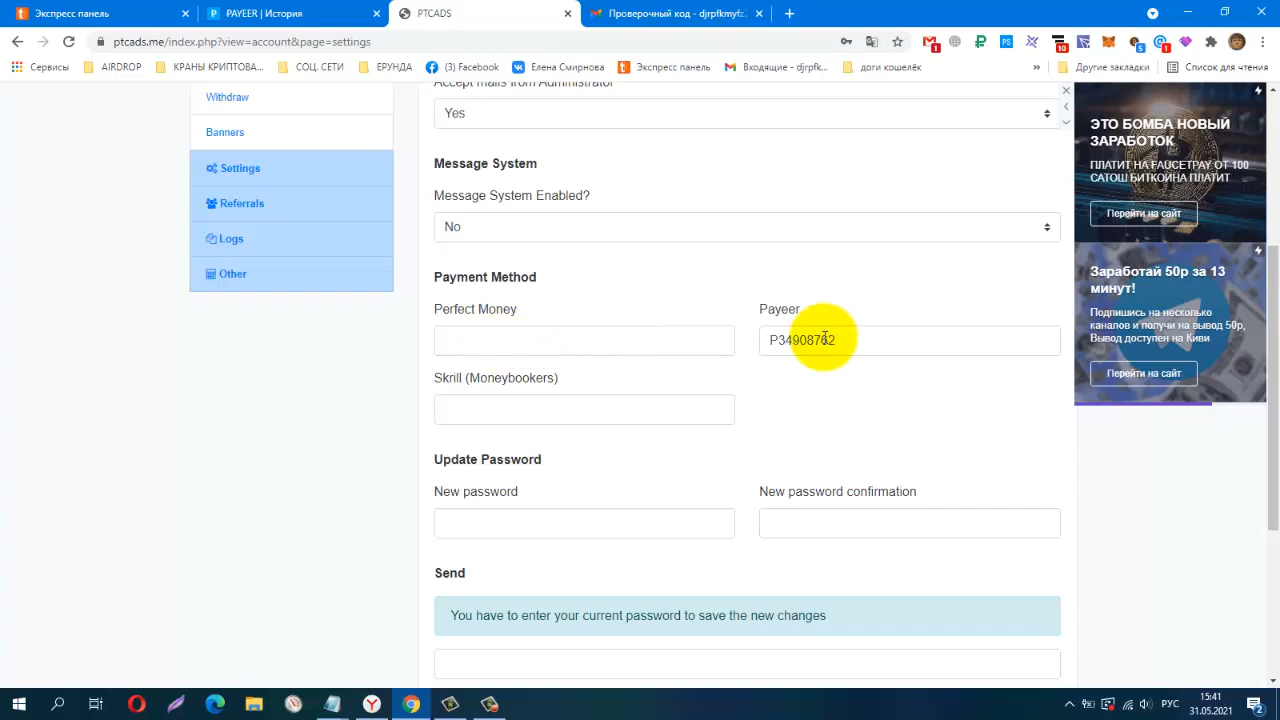 Экспресс панель
PAYEER | История
PTCADS
Проверочный код - djrpfkmyfz
ptcads.me/index.php?view=account&page=settings
Сервисы
AIRDROP
КРАНЫ КРИПТОВА...
СОЦ. СЕТИ
ЕРУНДА
(3) Facebook
Елена Смирнова
Экспресс панель
Входящие - djrpfk...
доги кошелёк
»
Другие закладки
Список для чтения
Withdraw
Banners
Settings
Referrals
Logs
Other
Accept mails from Administrator
Yes
Message System
Message System Enabled?
No
Payment Method
Perfect Money
Payeer
P34908762
Skrill (Moneybookers)
Update Password
New password
New password confirmation
Send
You have to enter your current password to save the new changes
ЭТО БОМБА НОВЫЙ
ЗАРАБОТОК
ПЛАТИТ НА FAUCETPAY ОТ 100
САТОШ БИТКОИНА ПЛАТИТ
Перейти на сайт
Заработай 50р за 13
минут!
Подпишись на несколько
каналов и получи на вывод 50р,
Вывод доступен на Киви
Перейти на сайт
РУС
15:41
31.05.2021
2